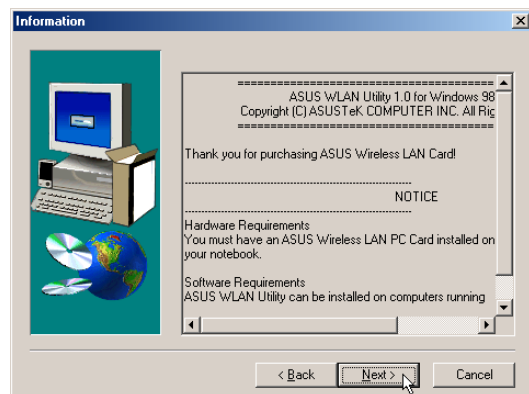 Information
==============================================
ASUS WLAN Utility 1.0 for Windows 98
Copyright (C) ASUSTeK COMPUTER INC. All Rig
==============================================
Thank you for purchasing ASUS Wireless LAN Card!
----------------------------------------------------------------------
NOTICE
----------------------------------------------------------------------
Hardware Requirements
You must have an ASUS Wireless LAN PC Card installed on
your notebook.
Software Requirements
ASUS WLAN Utility can be installed on computers running
< Back
Next >
Cancel